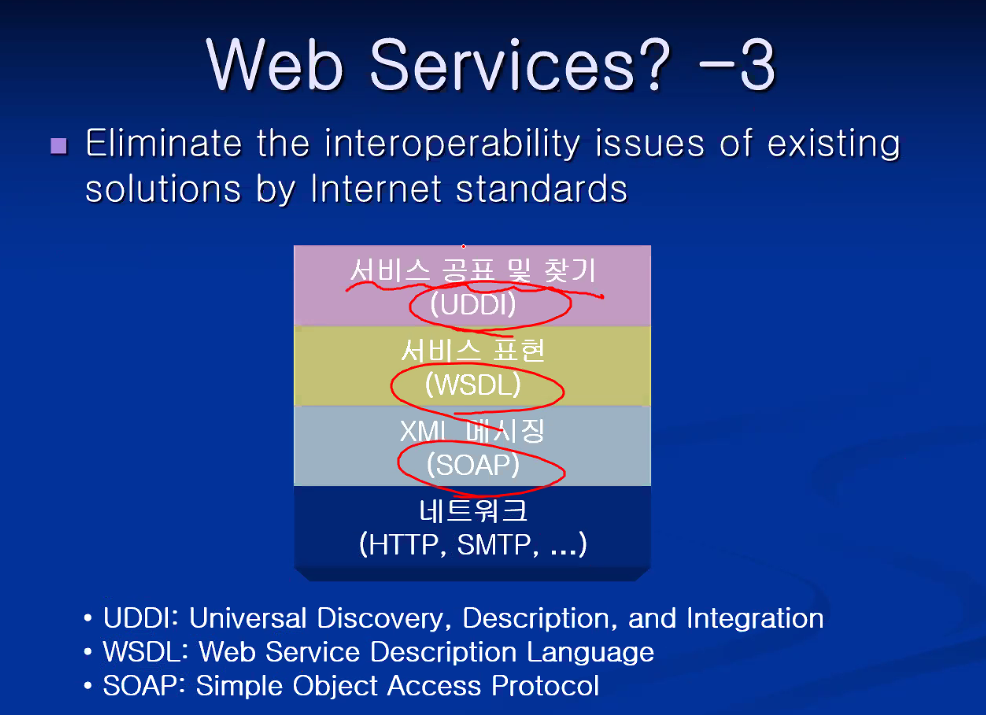 Web Services? -3
Eliminate the interoperability issues of existing
solutions by Internet standards
서비스 공표 및 찾기
(UDDI)
서비스 표현
(WSDL)
XML 메시징
(SOAP)
네트워크
(HTTP, SMTP, ...)
• UDDI: Universal Discovery, Description, and Integration
• WSDL: Web Service Description Language
• SOAP: Simple Object Access Protocol